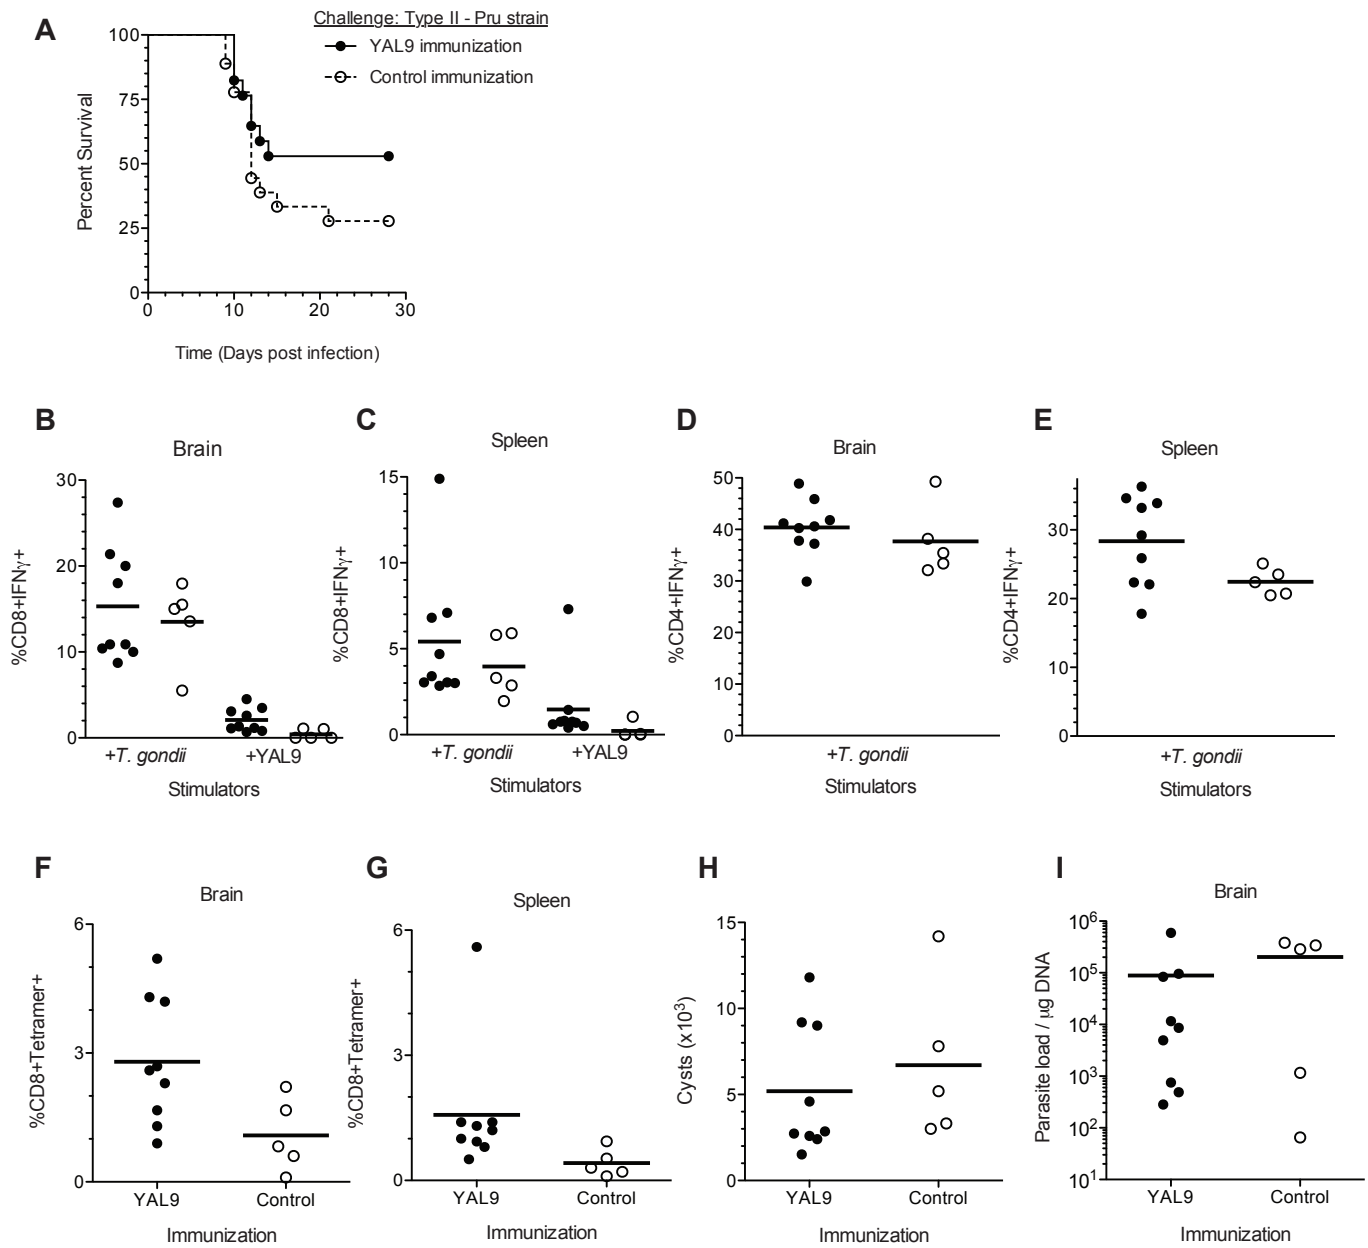 A
Challenge: Type II - Pru strain
YAL9 immunization
Control immunization
Percent Survival
100
75
50
25
0
0 10 20 30
Time (Days post infection)
B
Brain
%CD8+IFNγ+
30
20
10
0
+T. gondii +YAL9
Stimulators
C
Spleen
%CD8+IFNγ+
15
10
5
0
+T. gondii +YAL9
Stimulators
D
Brain
%CD4+IFNγ+
50
40
30
20
10
0
+T. gondii
Stimulators
E
Spleen
%CD4+IFNγ+
30
20
10
0
+T. gondii
Stimulators
F
Brain
%CD8+Tetramer+
6
3
0
YAL9 Control
Immunization
G
Spleen
%CD8+Tetramer+
6
3
0
YAL9 Control
Immunization
H
Cysts (x10³)
15
10
5
0
YAL9 Control
Immunization
I
Brain
Parasite load / μg DNA
10⁶
10⁵
10⁴
10³
10²
10¹
YAL9 Control
Immunization